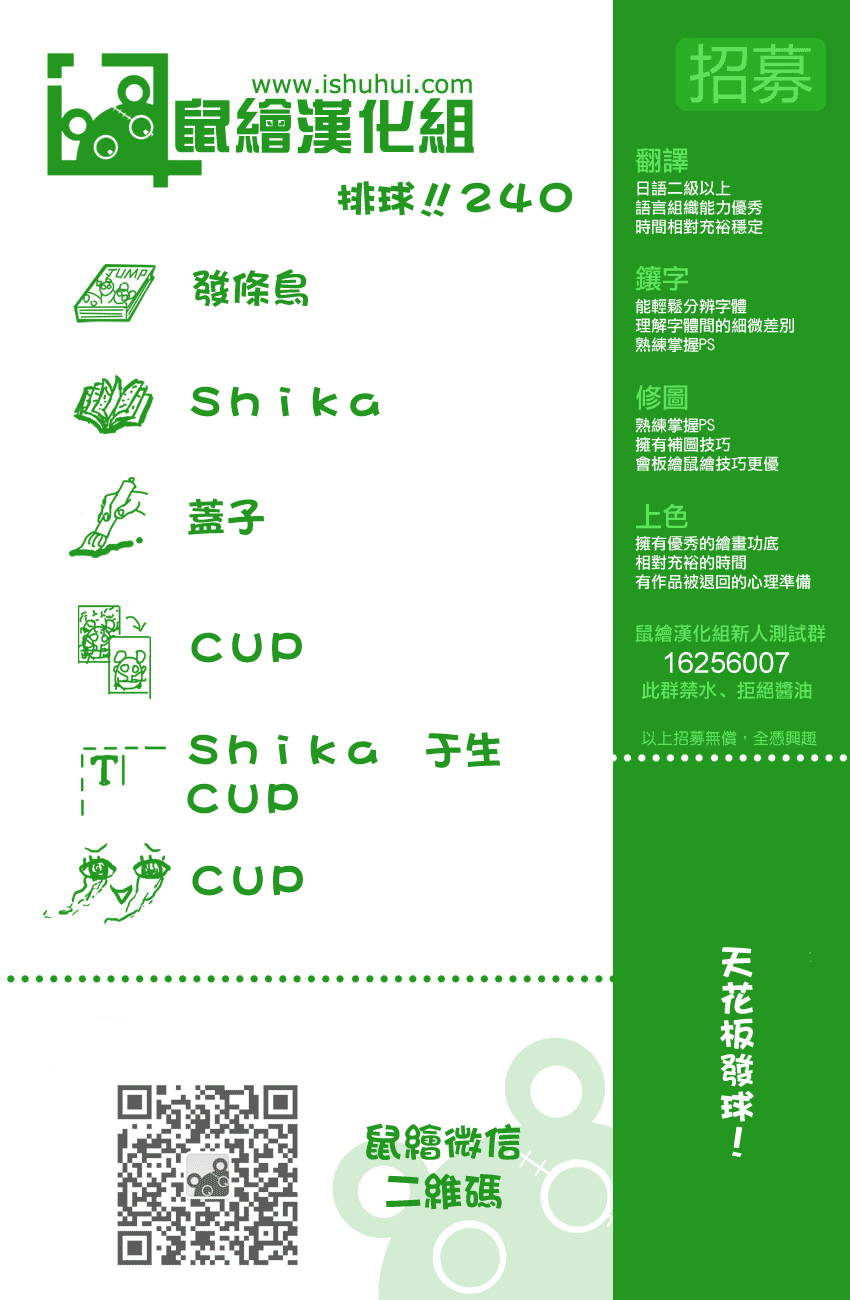 www.ishuhui.com
鼠繪漢化組
排球!!240
JUMP
發條鳥
Shika
蓋子
CUP
T
Shika 于生
CUP
CUP
鼠繪微信
二維碼
招募
翻譯
日語二級以上
語言組織能力優秀
時間相對充裕穩定
鑲字
能輕鬆分辨字體
理解字體間的細微差別
熟練掌握PS
修圖
熟練掌握PS
擁有補圖技巧
會板繪鼠繪技巧更優
上色
擁有優秀的繪畫功底
相對充裕的時間
有作品被退回的心理準備
鼠繪漢化組新人測試群
16256007
此群禁水、拒絕醬油
以上招募無償，全憑興趣
天花板發球！